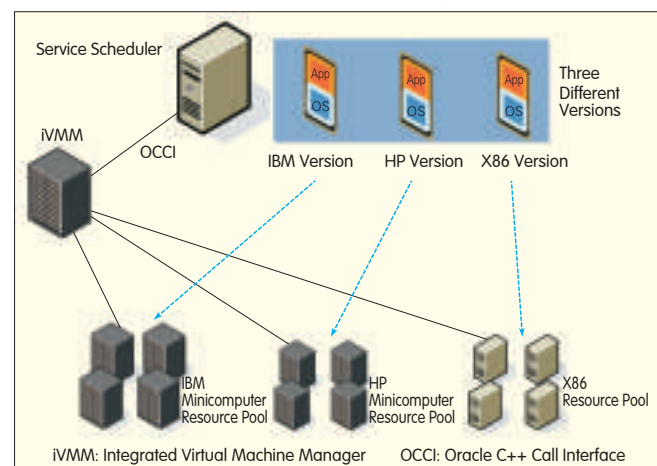 Service Scheduler
App
OS
App
OS
App
OS
Three
Different
Versions
iVMM
OCCI
IBM Version
HP Version
X86 Version
IBM
Minicomputer
Resource Pool
HP
Minicomputer
Resource Pool
X86
Resource Pool
iVMM: Integrated Virtual Machine Manager
OCCI: Oracle C++ Call Interface